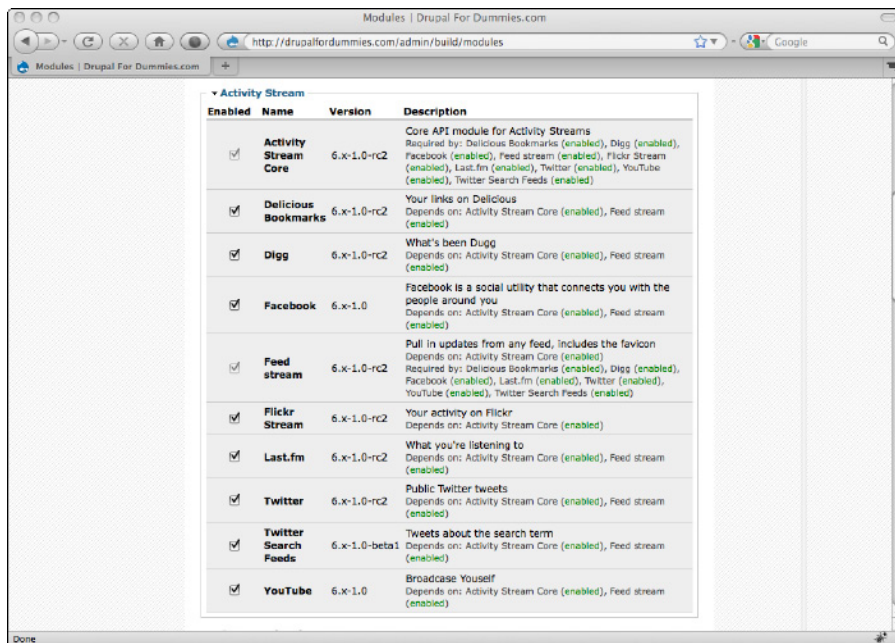 Modules | Drupal For Dummies.com
http://drupalfordummies.com/admin/build/modules
Google
Modules | Drupal For Dummies.com
Activity Stream
Enabled Name Version Description
Activity Stream Core 6.x-1.0-rc2 Core API module for Activity Streams
Required by: Delicious Bookmarks (enabled), Digg (enabled),
Facebook (enabled), Feed stream (enabled), Flickr Stream
(enabled), Last.fm (enabled), Twitter (enabled), YouTube
(enabled), Twitter Search Feeds (enabled)
Delicious Bookmarks 6.x-1.0-rc2 Your links on Delicious
Depends on: Activity Stream Core (enabled), Feed stream
(enabled)
Digg 6.x-1.0-rc2 What's been Dugg
Depends on: Activity Stream Core (enabled), Feed stream
(enabled)
Facebook 6.x-1.0 Facebook is a social utility that connects you with the
people around you
Depends on: Activity Stream Core (enabled), Feed stream
(enabled)
Feed stream 6.x-1.0-rc2 Pull in updates from any feed, includes the favicon
Depends on: Activity Stream Core (enabled)
Required by: Delicious Bookmarks (enabled), Digg (enabled),
Facebook (enabled), Last.fm (enabled), Twitter (enabled),
YouTube (enabled), Twitter Search Feeds (enabled)
Flickr Stream 6.x-1.0-rc2 Your activity on Flickr
Depends on: Activity Stream Core (enabled)
Last.fm 6.x-1.0-rc2 What you're listening to
Depends on: Activity Stream Core (enabled), Feed stream
(enabled)
Twitter 6.x-1.0-rc2 Public Twitter tweets
Depends on: Activity Stream Core (enabled), Feed stream
(enabled)
Twitter Search Feeds 6.x-1.0-beta1 Tweets about the search term
Depends on: Activity Stream Core (enabled), Feed stream
(enabled)
YouTube 6.x-1.0 Broadcase Youself
Depends on: Activity Stream Core (enabled), Feed stream
(enabled)
Done